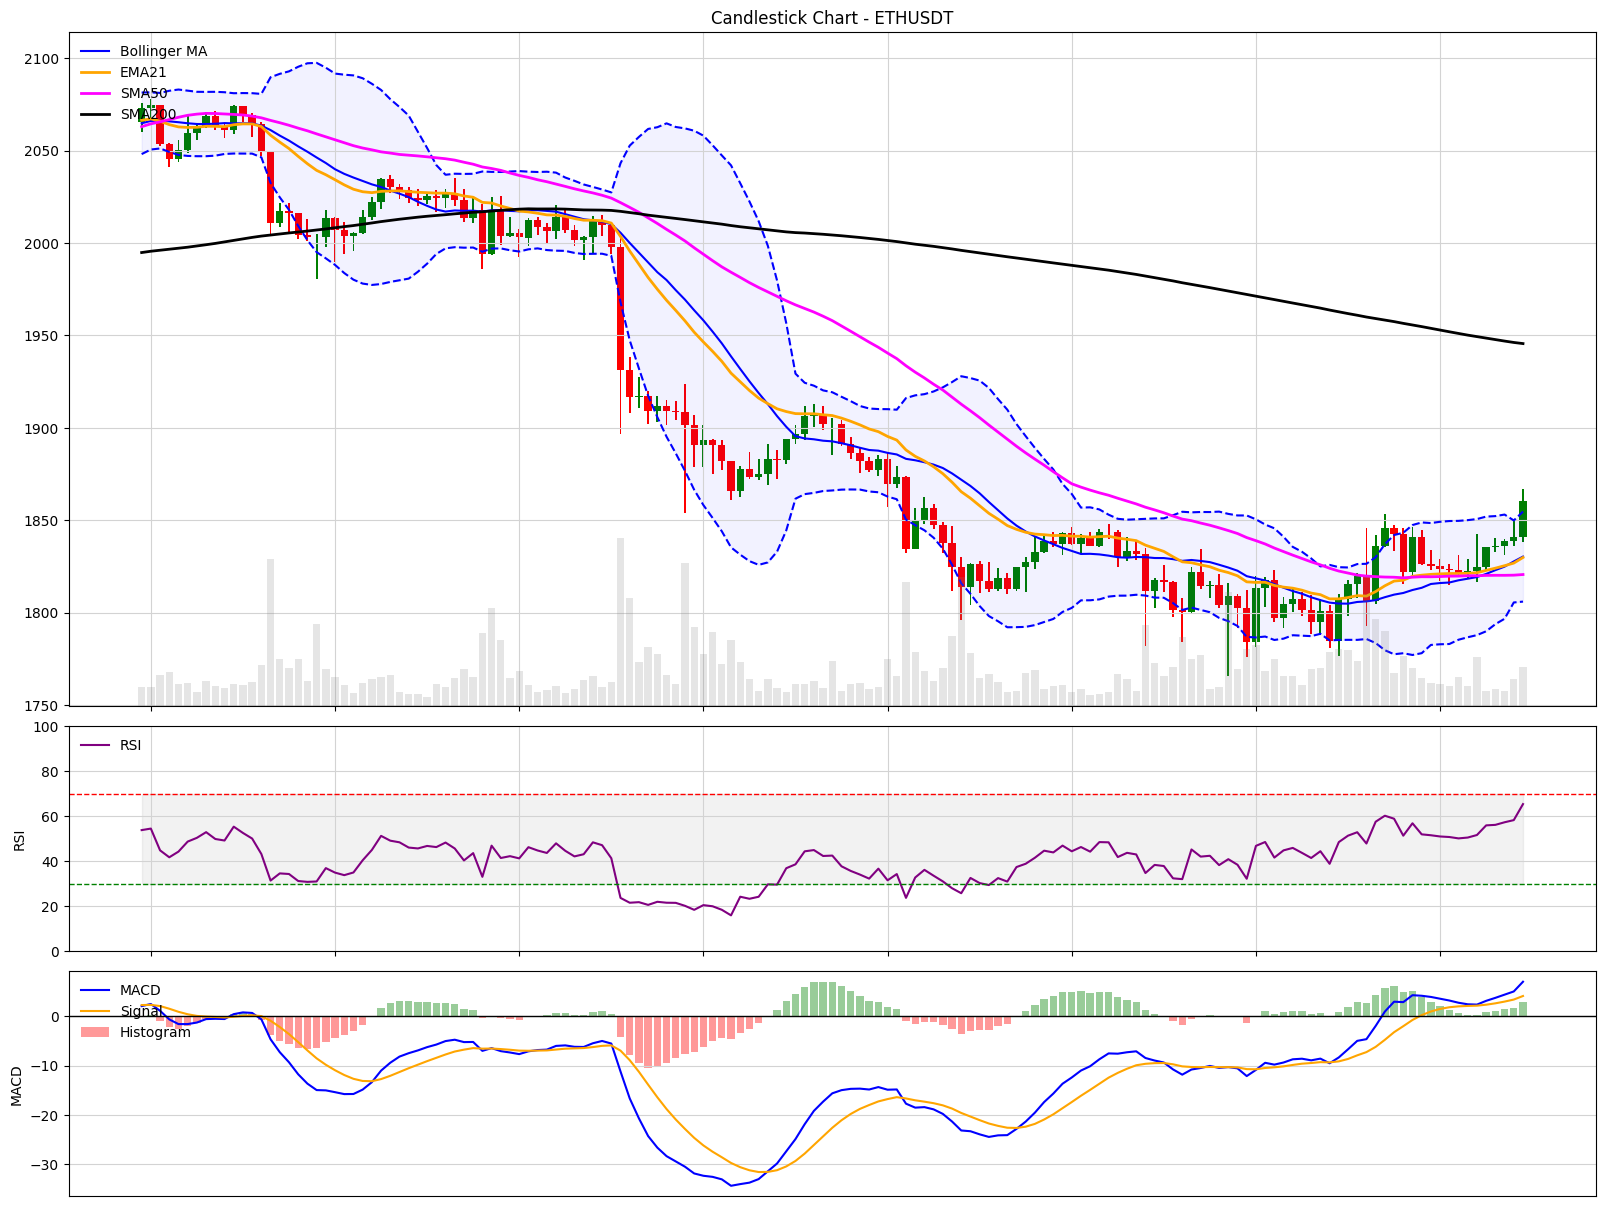 Candlestick Chart - ETHUSDT
Bollinger MA
EMA21
SMA50
SMA200
2100
2050
2000
1950
1900
1850
1800
1750
RSI
RSI
100
80
60
40
20
0
MACD
Signal
Histogram
MACD
0
−10
−20
−30